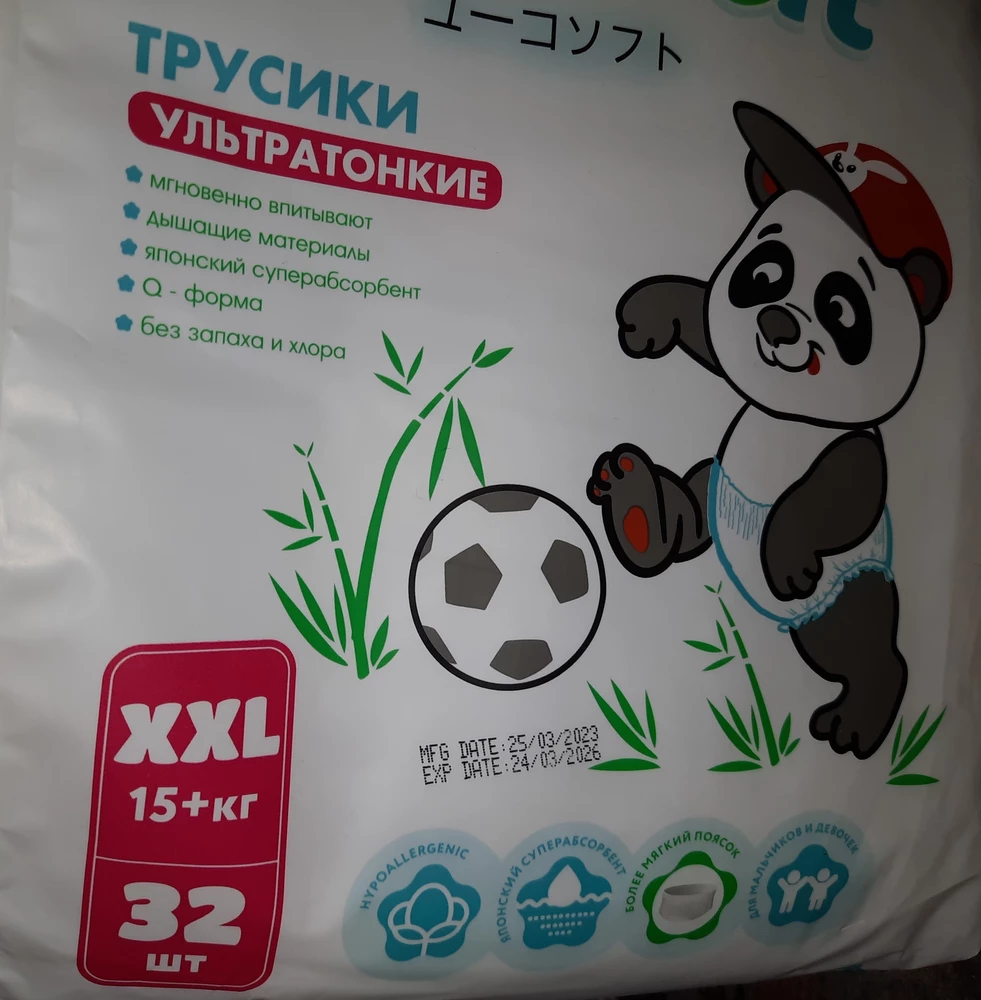 ユーコソフト
ТРУСИКИ
УЛЬТРАТОНКИЕ
мгновенно впитывают
дышащие материалы
японский суперабсорбент
Q - форма
без запаха и хлора
MFG DATE:25/03/2023
EXP DATE:24/03/2026
XXL
15+кг
32
шт
HYPOALLERGENIC
ЯПОНСКИЙ СУПЕРАБСОРБЕНТ
БОЛЕЕ МЯГКИЙ ПОЯСОК
ДЛЯ МАЛЬЧИКОВ И ДЕВОЧЕК